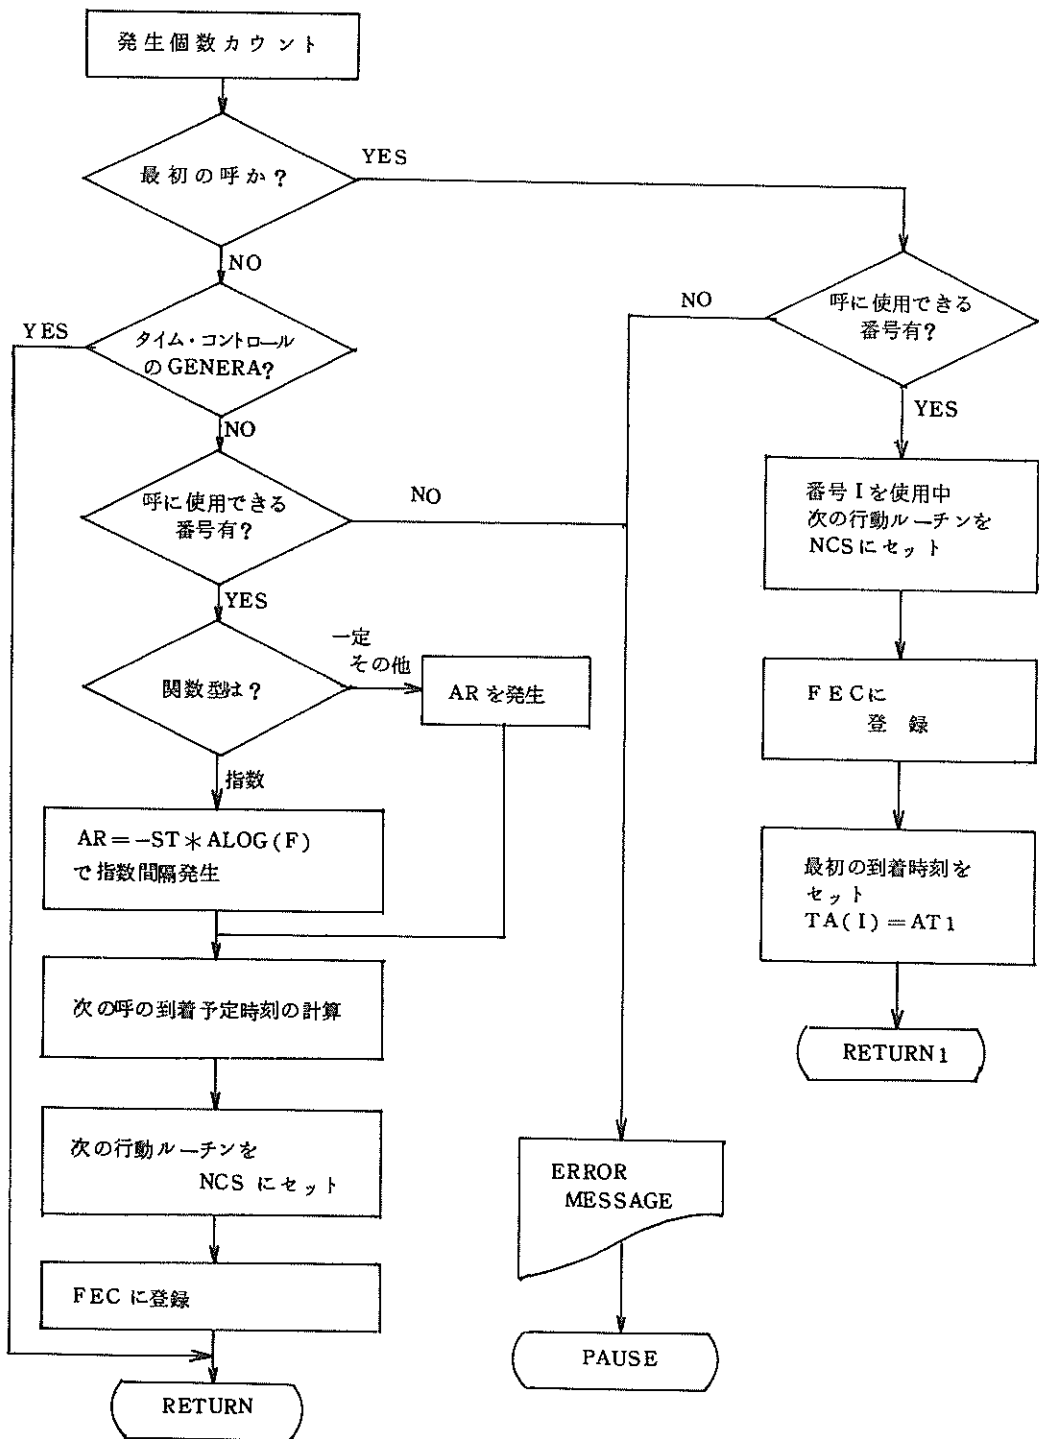 発生個数カウント
最初の呼か?
YES
NO
タイム・コントロール
のGENERA?
YES
NO
呼に使用できる
番号有?
NO
YES
関数型は?
一定
その他
ARを発生
指数
AR=-ST*ALOG(F)
で指数間隔発生
次の呼の到着予定時刻の計算
次の行動ルーチンを
NCS にセット
FECに登録
RETURN
呼に使用できる
番号有?
NO
YES
番号Iを使用中
次の行動ルーチンを
NCSにセット
FECに
登 録
最初の到着時刻を
セット
TA(I)=AT1
RETURN1
ERROR
MESSAGE
PAUSE